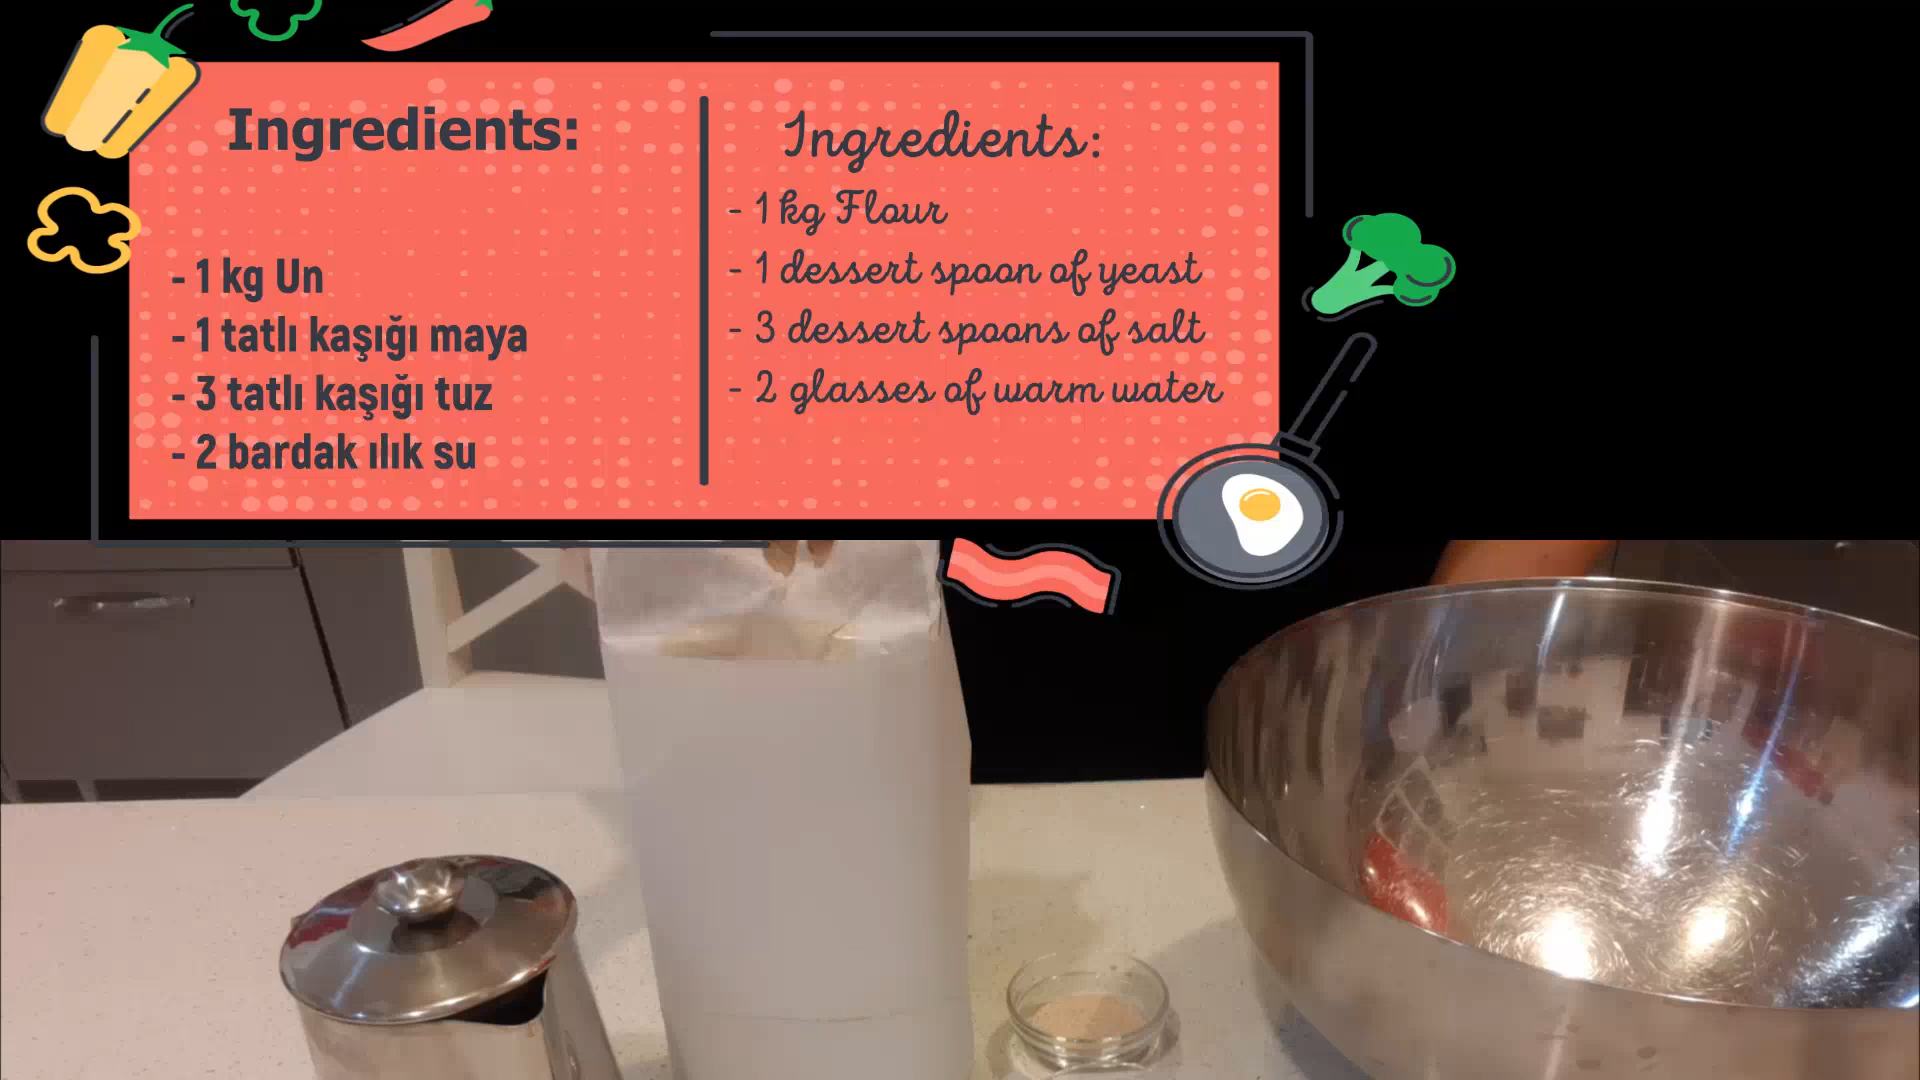 Ingredients:
- 1 kg Un
- 1 tatlı kaşığı maya
- 3 tatlı kaşığı tuz
- 2 bardak ılık su
Ingredients:
- 1 kg Flour
- 1 dessert spoon of yeast
- 3 dessert spoons of salt
- 2 glasses of warm water